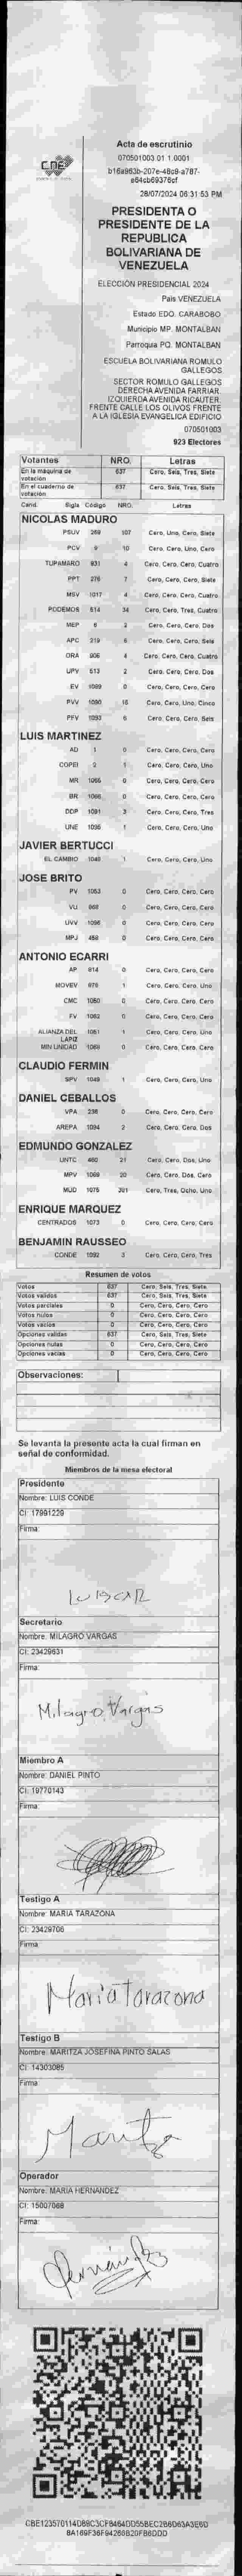 CNE
Acta de escrutinio
070501003.01.1.0001
28/07/2024 06:31:53 PM
PRESIDENTA O
PRESIDENTE DE LA
REPUBLICA
BOLIVARIANA DE
VENEZUELA
ELECCIÓN PRESIDENCIAL 2024
País VENEZUELA
Estado EDO. CARABOBO
Municipio MP. MONTALBAN
Parroquia PQ. MONTALBAN
ESCUELA BOLIVARIANA ROMULO
GALLEGOS
SECTOR ROMULO GALLEGOS
DERECHA AVENIDA FARRIAR.
IZQUIERDA AVENIDA RICAUTER.
FRENTE CALLE LOS OLIVOS FRENTE
A LA IGLESIA EVANGELICA EDIFICIO
070501003
923 Electores
Votantes NRO. Letras
En la máquina de votación 637 Cero, Seis, Tres, Siete
En el cuaderno de votación 637 Cero, Seis, Tres, Siete
Cand. Sigla Código NRO. Letras
NICOLAS MADURO
PSUV 269 107 Cero, Uno, Cero, Siete
PCV 9 10 Cero, Cero, Uno, Cero
TUPAMARO 931 4 Cero, Cero, Cero, Cuatro
PPT 276 7 Cero, Cero, Cero, Siete
MSV 1017 4 Cero, Cero, Cero, Cuatro
PODEMOS 514 34 Cero, Cero, Tres, Cuatro
MEP 6 2 Cero, Cero, Cero, Dos
APC 219 6 Cero, Cero, Cero, Seis
ORA 906 4 Cero, Cero, Cero, Cuatro
UPV 513 2 Cero, Cero, Cero, Dos
EV 1089 0 Cero, Cero, Cero, Cero
PVV 1090 15 Cero, Cero, Uno, Cinco
PFV 1093 6 Cero, Cero, Cero, Seis
LUIS MARTINEZ
AD 1 0 Cero, Cero, Cero, Cero
COPEI 2 1 Cero, Cero, Cero, Uno
MR 1065 0 Cero, Cero, Cero, Cero
BR 1066 0 Cero, Cero, Cero, Cero
DDP 1091 3 Cero, Cero, Cero, Tres
UNE 1095 1 Cero, Cero, Cero, Uno
JAVIER BERTUCCI
EL CAMBIO 1048 1 Cero, Cero, Cero, Uno
JOSE BRITO
PV 1053 0 Cero, Cero, Cero, Cero
VU 968 0 Cero, Cero, Cero, Cero
UVV 1096 0 Cero, Cero, Cero, Cero
MPJ 458 0 Cero, Cero, Cero, Cero
ANTONIO ECARRI
AP 814 0 Cero, Cero, Cero, Cero
MOVEV 979 1 Cero, Cero, Cero, Uno
CMC 1050 0 Cero, Cero, Cero, Cero
FV 1062 0 Cero, Cero, Cero, Cero
ALIANZA DEL LAPIZ 1081 1 Cero, Cero, Cero, Uno
MIN UNIDAD 1069 0 Cero, Cero, Cero, Cero
CLAUDIO FERMIN
SPV 1049 1 Cero, Cero, Cero, Uno
DANIEL CEBALLOS
VPA 238 0 Cero, Cero, Cero, Cero
AREPA 1094 2 Cero, Cero, Cero, Dos
EDMUNDO GONZALEZ
UNTC 482 21 Cero, Cero, Dos, Uno
MPV 1069 20 Cero, Cero, Dos, Cero
MUD 1075 381 Cero, Tres, Ocho, Uno
ENRIQUE MARQUEZ
CENTRADOS 1073 0 Cero, Cero, Cero, Cero
BENJAMIN RAUSSEO
CONDE 1092 3 Cero, Cero, Cero, Tres
Resumen de votos
Votos 637 Cero, Seis, Tres, Siete
Votos válidos 637 Cero, Seis, Tres, Siete
Votos parciales 0 Cero, Cero, Cero, Cero
Votos nulos 0 Cero, Cero, Cero, Cero
Votos vacíos 0 Cero, Cero, Cero, Cero
Opciones válidas 637 Cero, Seis, Tres, Siete
Opciones nulas 0 Cero, Cero, Cero, Cero
Opciones vacías 0 Cero, Cero, Cero, Cero
Observaciones:
Se levanta la presente acta la cual firman en
señal de conformidad.
Miembros de la mesa electoral
Presidente
Nombre: LUIS CONDE
CI: 17991229
Firma:
Secretario
Nombre: MILAGRO VARGAS
CI: 23429631
Firma:
Milagro Vargas
Miembro A
Nombre: DANIEL PINTO
CI: 19770143
Firma:
Testigo A
Nombre: MARIA TARAZONA
CI: 23429706
Firma:
María Tarazona
Testigo B
Nombre: MARITZA JOSEFINA PINTO SALAS
CI: 14303085
Firma:
Operador
Nombre: MARIA HERNANDEZ
CI: 15007068
Firma: